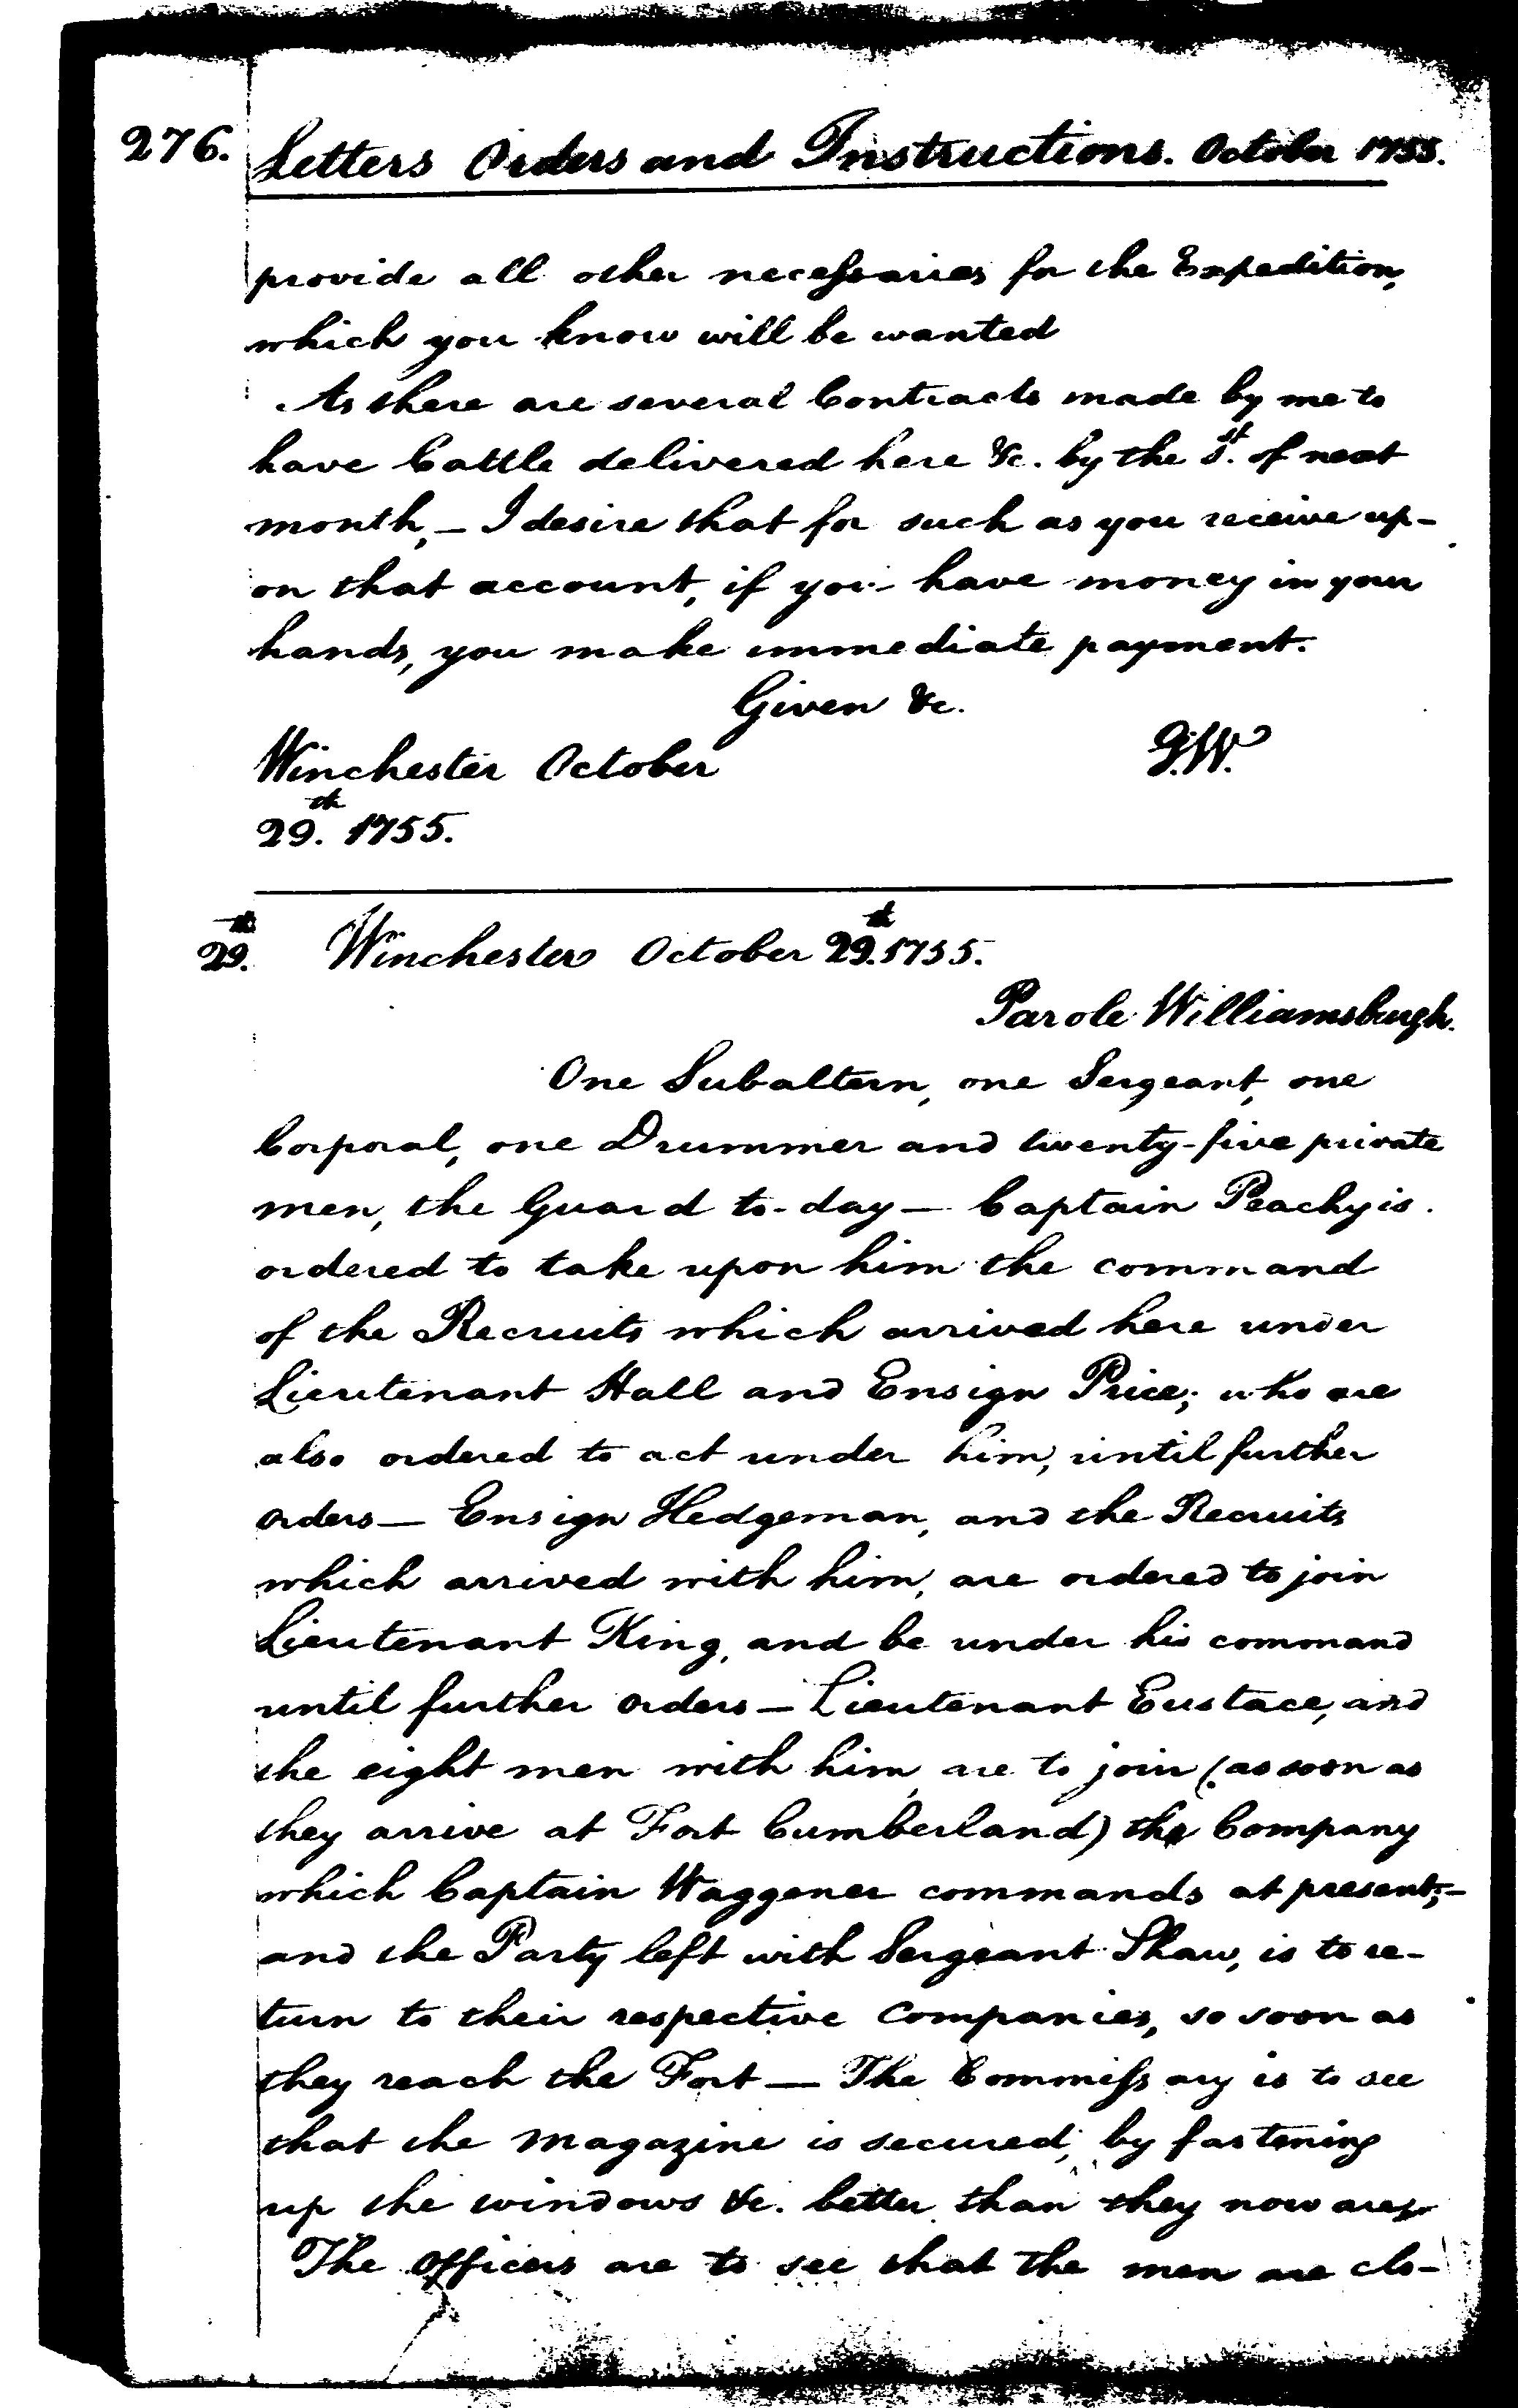 276. Letters Orders and Instructions. October 1755.
provide all other necessaries for the Expedition,
which you know will be wanted
As there are several Contracts made by me to
have Cattle delivered here &c. by the 1st. of next
month,— I desire that for such as you receive up-
on that account, if you have money in your
hands, you make immediate payment.
Given &c.
G:W.
Winchester October
29th. 1755.
29th. Winchester October 29th. 1755.
Parole Williamsburgh.
One Subaltern, one Sergeant, one
Corporal, one Drummer and twenty-five private
men, the Guard to-day— Captain Peachy is
ordered to take upon him the command
of the Recruits which arrived here under
Lieutenant Hall and Ensign Price; who are
also ordered to act under him, until further
orders— Ensign Hedgeman, and the Recruits
which arrived with him, are ordered to join
Lieutenant King, and be under his command
until further orders— Lieutenant Eustace, and
the eight men with him, are to join (as soon as
they arrive at Fort Cumberland) the Company
which Captain Waggener commands at present;—
and the Party left with Sergeant Shaw, is to re-
turn to their respective Companies, so soon as
they reach the Fort— The Commissary is to see
that the magazine is secured, by fastening
up the windows &c. better than they now are,
The Officers are to see that the men are clo-